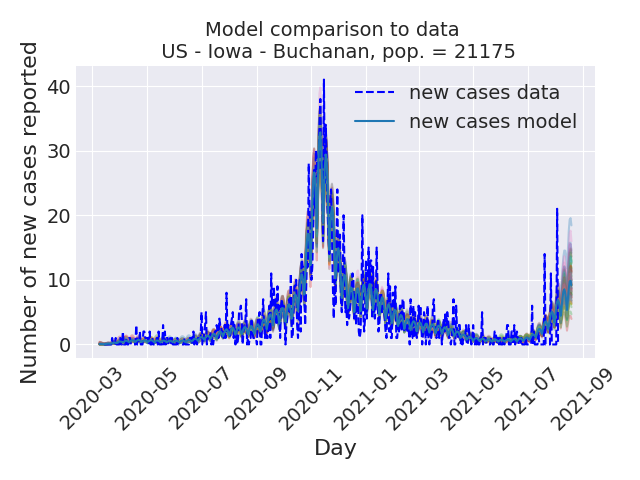 Model comparison to data
US - Iowa - Buchanan, pop. = 21175
Number of new cases reported
40
30
20
10
0
new cases data
new cases model
2020-03
2020-05
2020-07
2020-09
2020-11
2021-01
2021-03
2021-05
2021-07
2021-09
Day